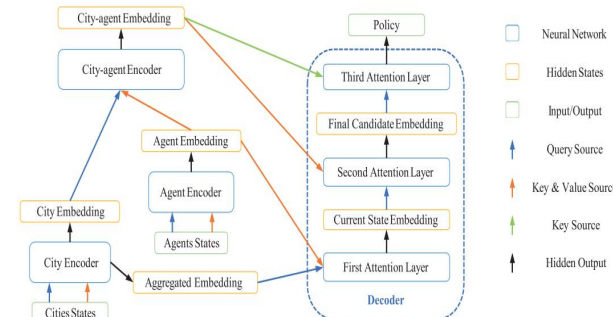 City-agent Embedding
Policy
City-agent Encoder
Third Attention Layer
Final Candidate Embedding
Agent Embedding
Second Attention Layer
Agent Encoder
City Embedding
Current State Embedding
Agents States
City Encoder
Aggregated Embedding
First Attention Layer
Decoder
Cities States
Neural Network
Hidden States
Input/Output
Query Source
Key & Value Source
Key Source
Hidden Output